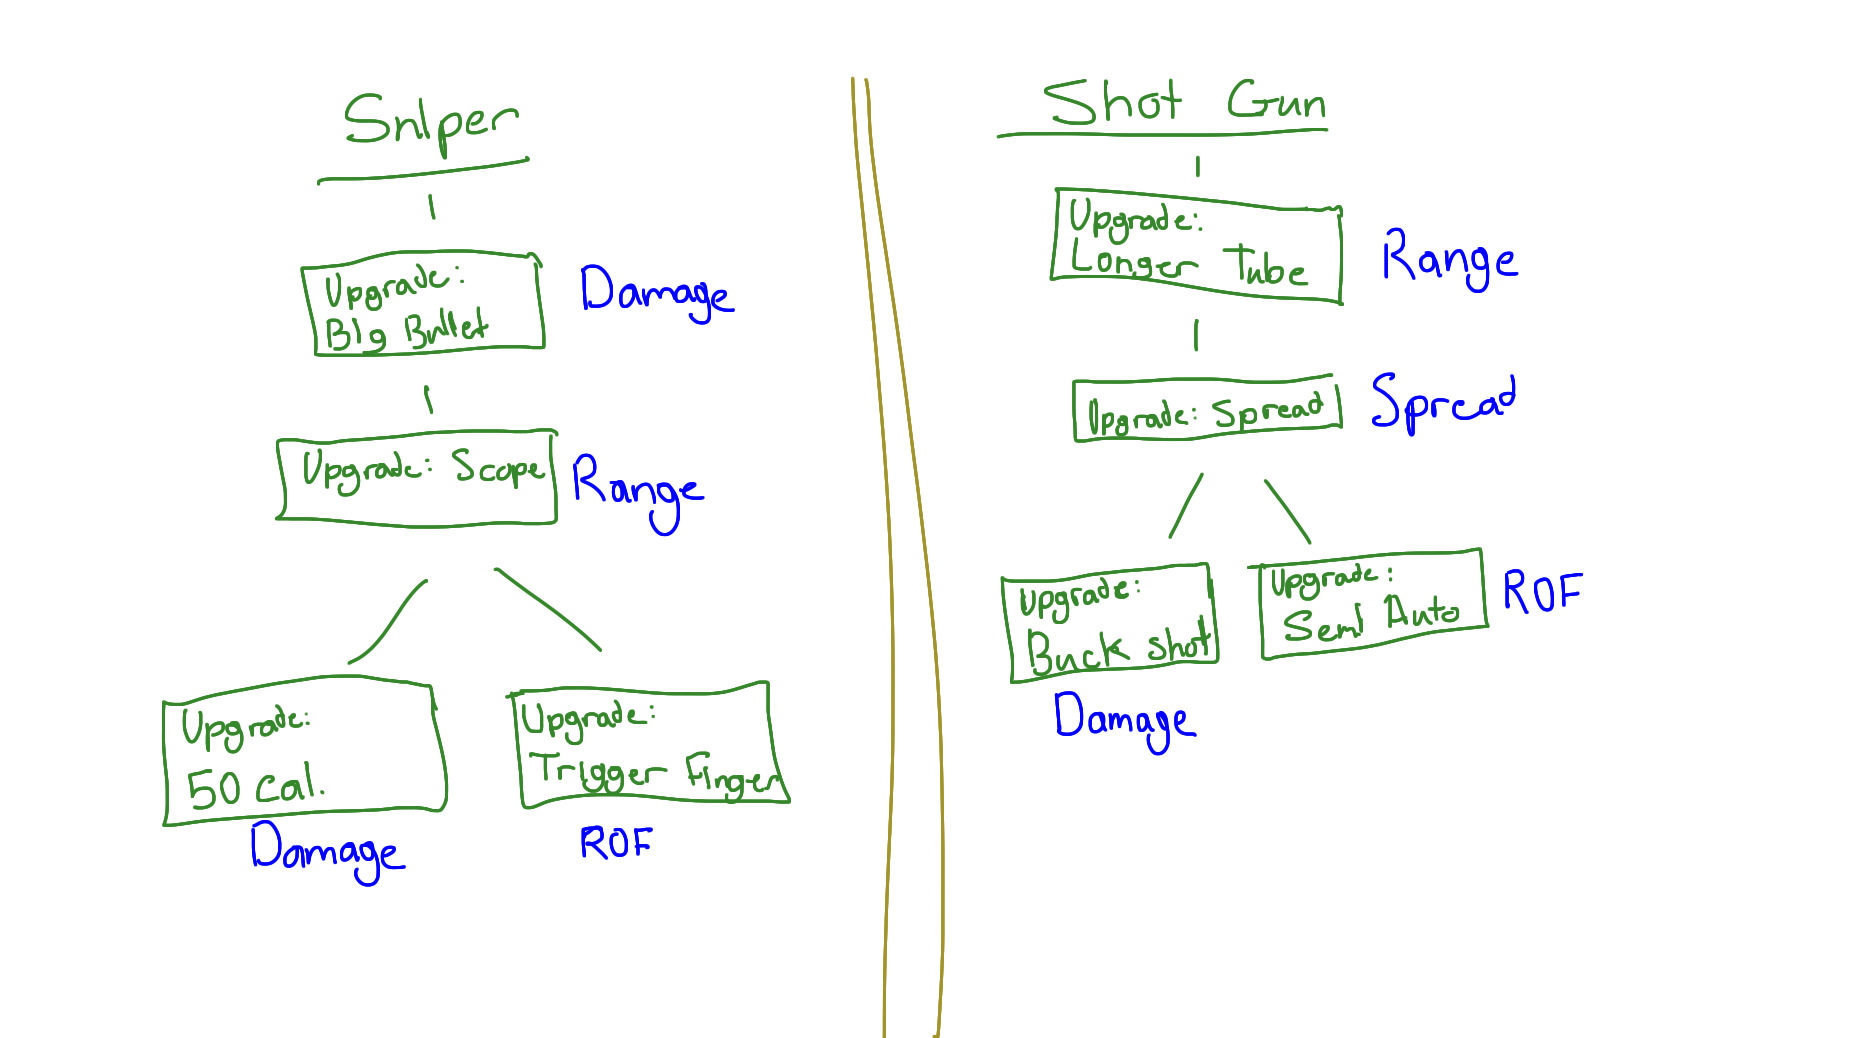 Sniper
Upgrade:
Big Bullet
Damage
Upgrade: Scope
Range
Upgrade:
50 cal.
Damage
Upgrade:
Trigger Finger
ROF
Shot Gun
Upgrade:
Longer Tube
Range
Upgrade: Spread
Spread
Upgrade:
Buck shot
Damage
Upgrade:
Semi Auto
ROF